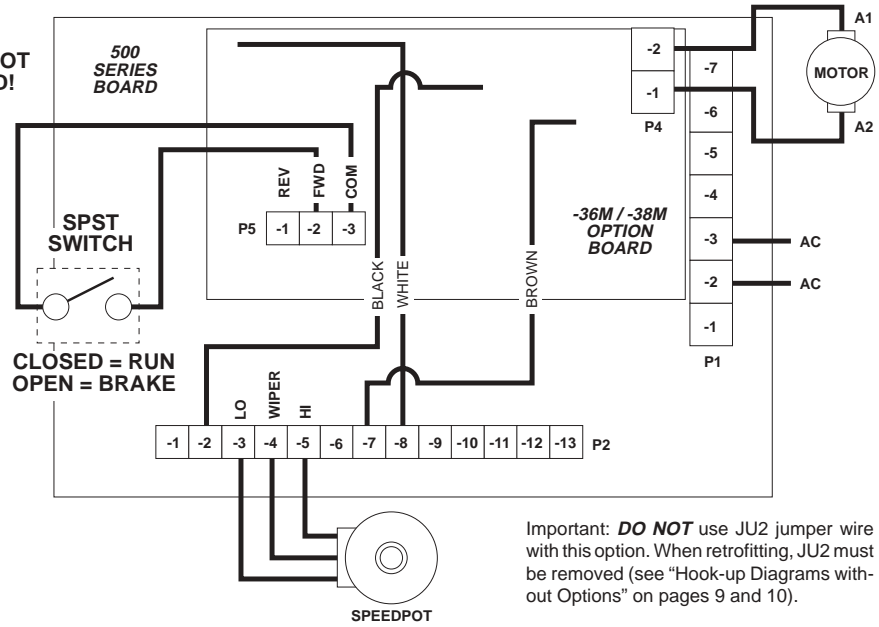 OT
D!
500
SERIES
BOARD
A1
MOTOR
A2
-2
-1
P4
-7
-6
-5
-4
-3
-2
-1
P1
AC
AC
-36M / -38M
OPTION
BOARD
REV
FWD
COM
P5 -1 -2 -3
SPST
SWITCH
CLOSED = RUN
OPEN = BRAKE
BLACK
WHITE
BROWN
LO
WIPER
HI
-1 -2 -3 -4 -5 -6 -7 -8 -9 -10 -11 -12 -13 P2
SPEEDPOT
Important: DO NOT use JU2 jumper wire
with this option. When retrofitting, JU2 must
be removed (see “Hook-up Diagrams with-
out Options” on pages 9 and 10).